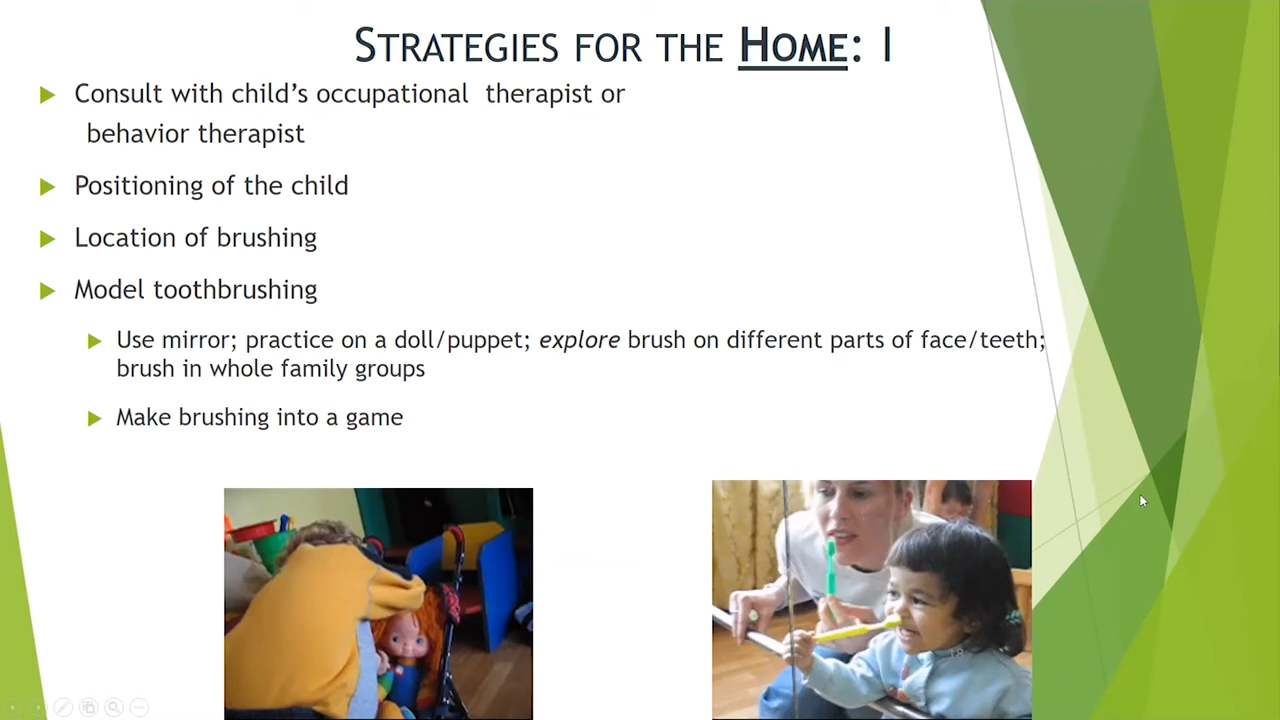 STRATEGIES FOR THE HOME: I
Consult with child's occupational therapist or
behavior therapist
Positioning of the child
Location of brushing
Model toothbrushing
Use mirror; practice on a doll/puppet; explore brush on different parts of face/teeth;
brush in whole family groups
Make brushing into a game
18